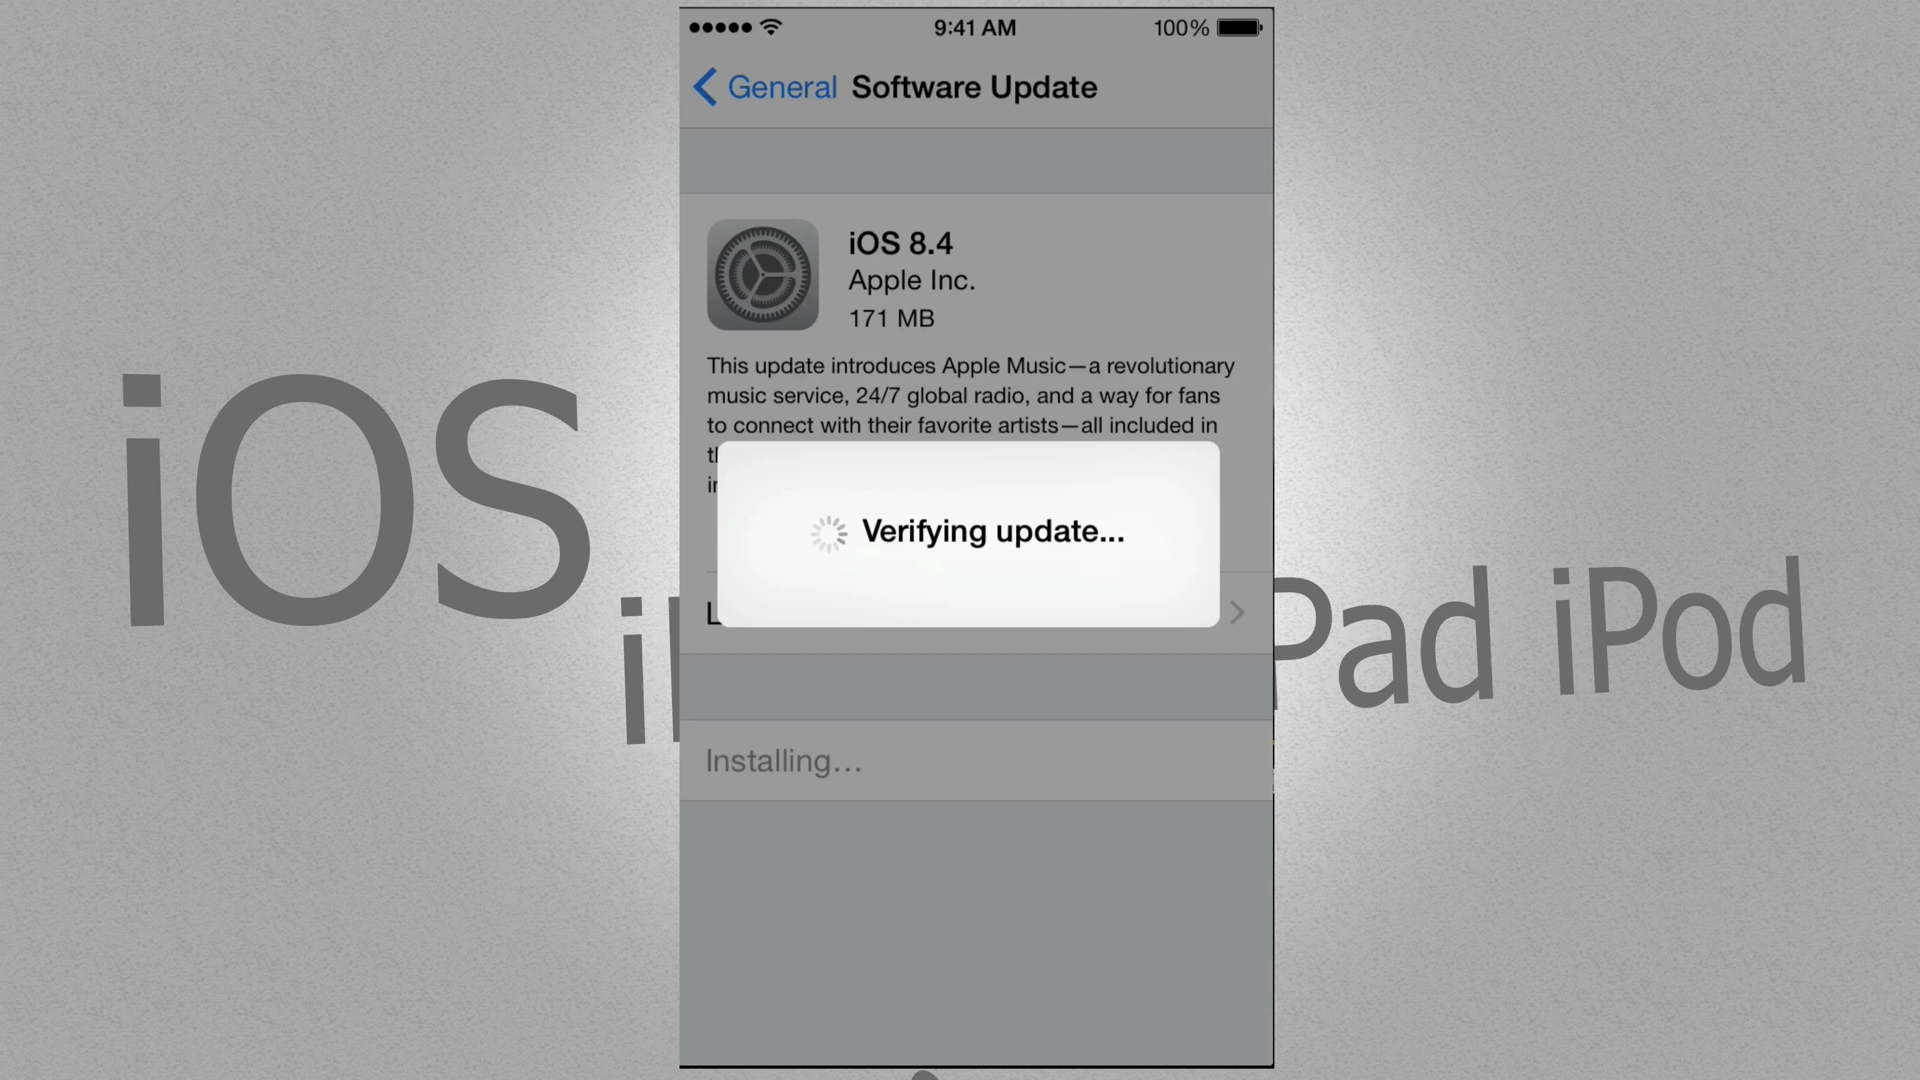 9:41 AM
100%
General Software Update
iOS 8.4
Apple Inc.
171 MB
This update introduces Apple Music—a revolutionary
music service, 24/7 global radio, and a way for fans
to connect with their favorite artists—all included in
Verifying update...
Installing...
iOS
Pad iPod